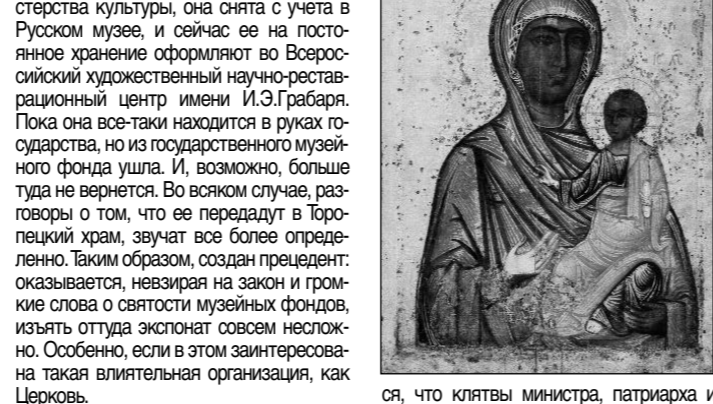 стерства культуры, она снята с учета в
Русском музее, и сейчас ее на посто-
янное хранение оформляют во Всерос-
сийский художественный научно-рестав-
рационный центр имени И.Э.Грабаря.
Пока она все-таки находится в руках го-
сударства, но из государственного музей-
ного фонда ушла. И, возможно, больше
туда не вернется. Во всяком случае, раз-
говоры о том, что ее передадут в Торо-
пецкий храм, звучат все более опреде-
ленно. Таким образом, создан прецедент:
оказывается, невзирая на закон и гром-
кие слова о святости музейных фондов,
изъять оттуда экспонат совсем неслож-
но. Особенно, если в этом заинтересова-
на такая влиятельная организация, как
Церковь.
ся, что клятвы министра, патриарха и